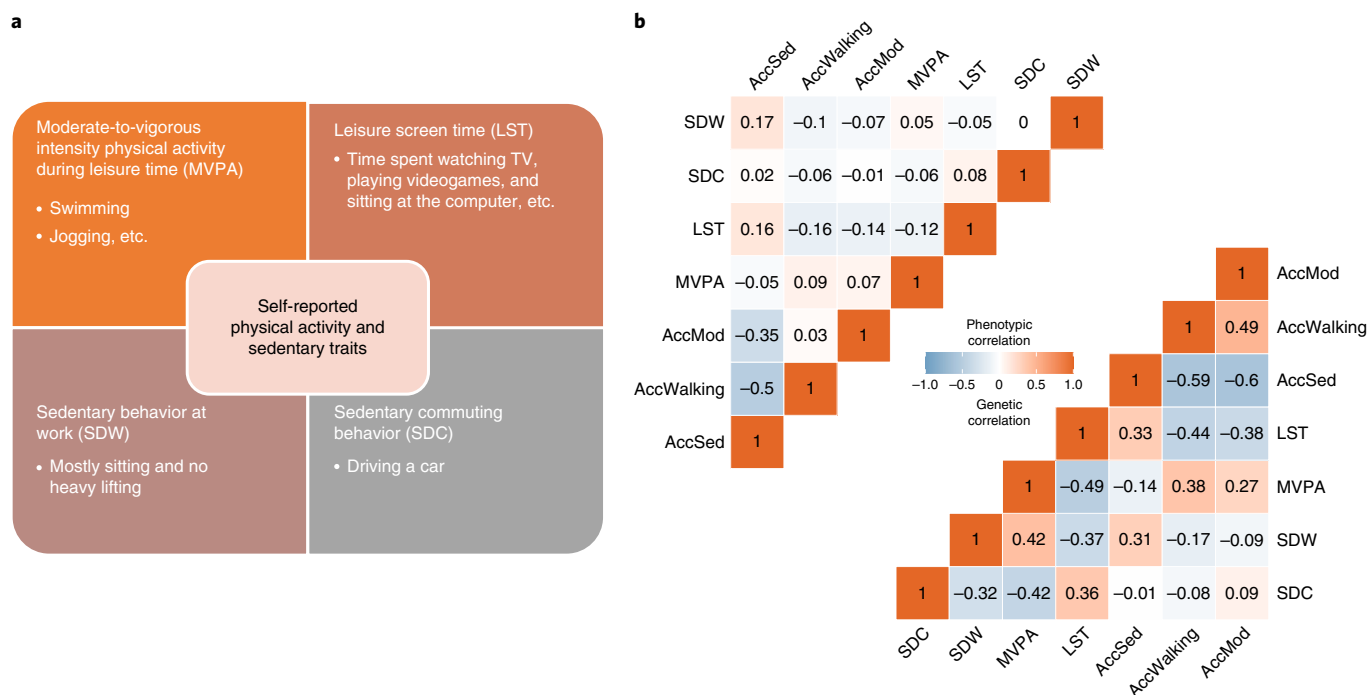 a
Moderate-to-vigorous
intensity physical activity
during leisure time (MVPA)
• Swimming
• Jogging, etc.
Leisure screen time (LST)
• Time spent watching TV,
playing videogames, and
sitting at the computer, etc.
Self-reported
physical activity and
sedentary traits
Sedentary behavior at
work (SDW)
• Mostly sitting and no
heavy lifting
Sedentary commuting
behavior (SDC)
• Driving a car
b
AccSed AccWalking AccMod MVPA LST SDC SDW
SDW 0.17 −0.1 −0.07 0.05 −0.05 0 1
SDC 0.02 −0.06 −0.01 −0.06 0.08 1
LST 0.16 −0.16 −0.14 −0.12 1
MVPA −0.05 0.09 0.07 1
AccMod −0.35 0.03 1
AccWalking −0.5 1
AccSed 1
Phenotypic
correlation
−1.0 −0.5 0 0.5 1.0
Genetic
correlation
1 AccMod
1 0.49 AccWalking
1 −0.59 −0.6 AccSed
1 0.33 −0.44 −0.38 LST
1 −0.49 −0.14 0.38 0.27 MVPA
1 0.42 −0.37 0.31 −0.17 −0.09 SDW
1 −0.32 −0.42 0.36 −0.01 −0.08 0.09 SDC
SDC SDW MVPA LST AccSed AccWalking AccMod